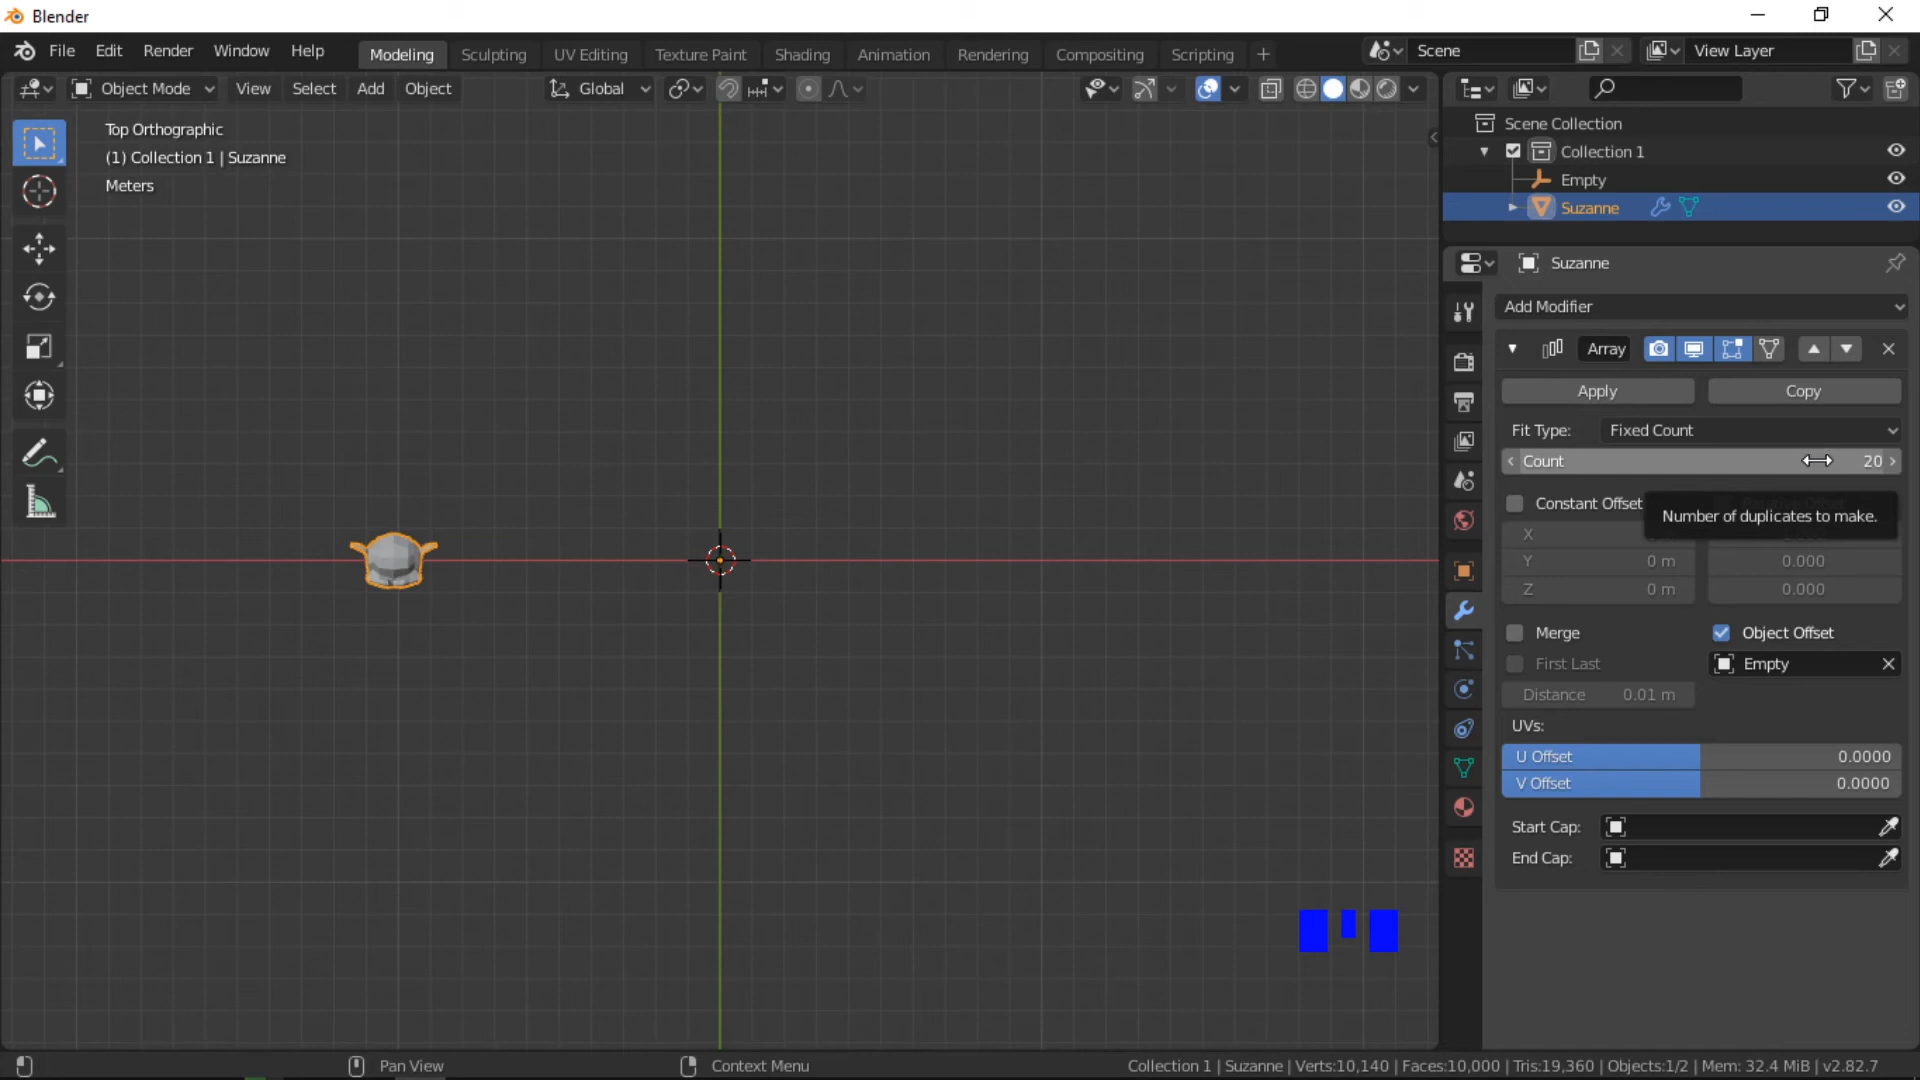 Blender
File Edit Render Window Help Modeling Sculpting UV Editing Texture Paint Shading Animation Rendering Compositing Scripting + Scene View Layer
Object Mode View Select Add Object Global
Top Orthographic
(1) Collection 1 | Suzanne
Meters
Scene Collection
Collection 1
Empty
Suzanne
Suzanne
Add Modifier
Array
Apply Copy
Fit Type: Fixed Count
Count 20
Constant Offset
Number of duplicates to make.
X
Y 0 m 0.000
Z 0 m 0.000
Merge Object Offset
First Last Empty
Distance 0.01 m
UVs:
U Offset 0.0000
V Offset 0.0000
Start Cap:
End Cap:
Pan View Context Menu Collection 1 | Suzanne | Verts:10,140 | Faces:10,000 | Tris:19,360 | Objects:1/2 | Mem: 32.4 MiB | v2.82.7